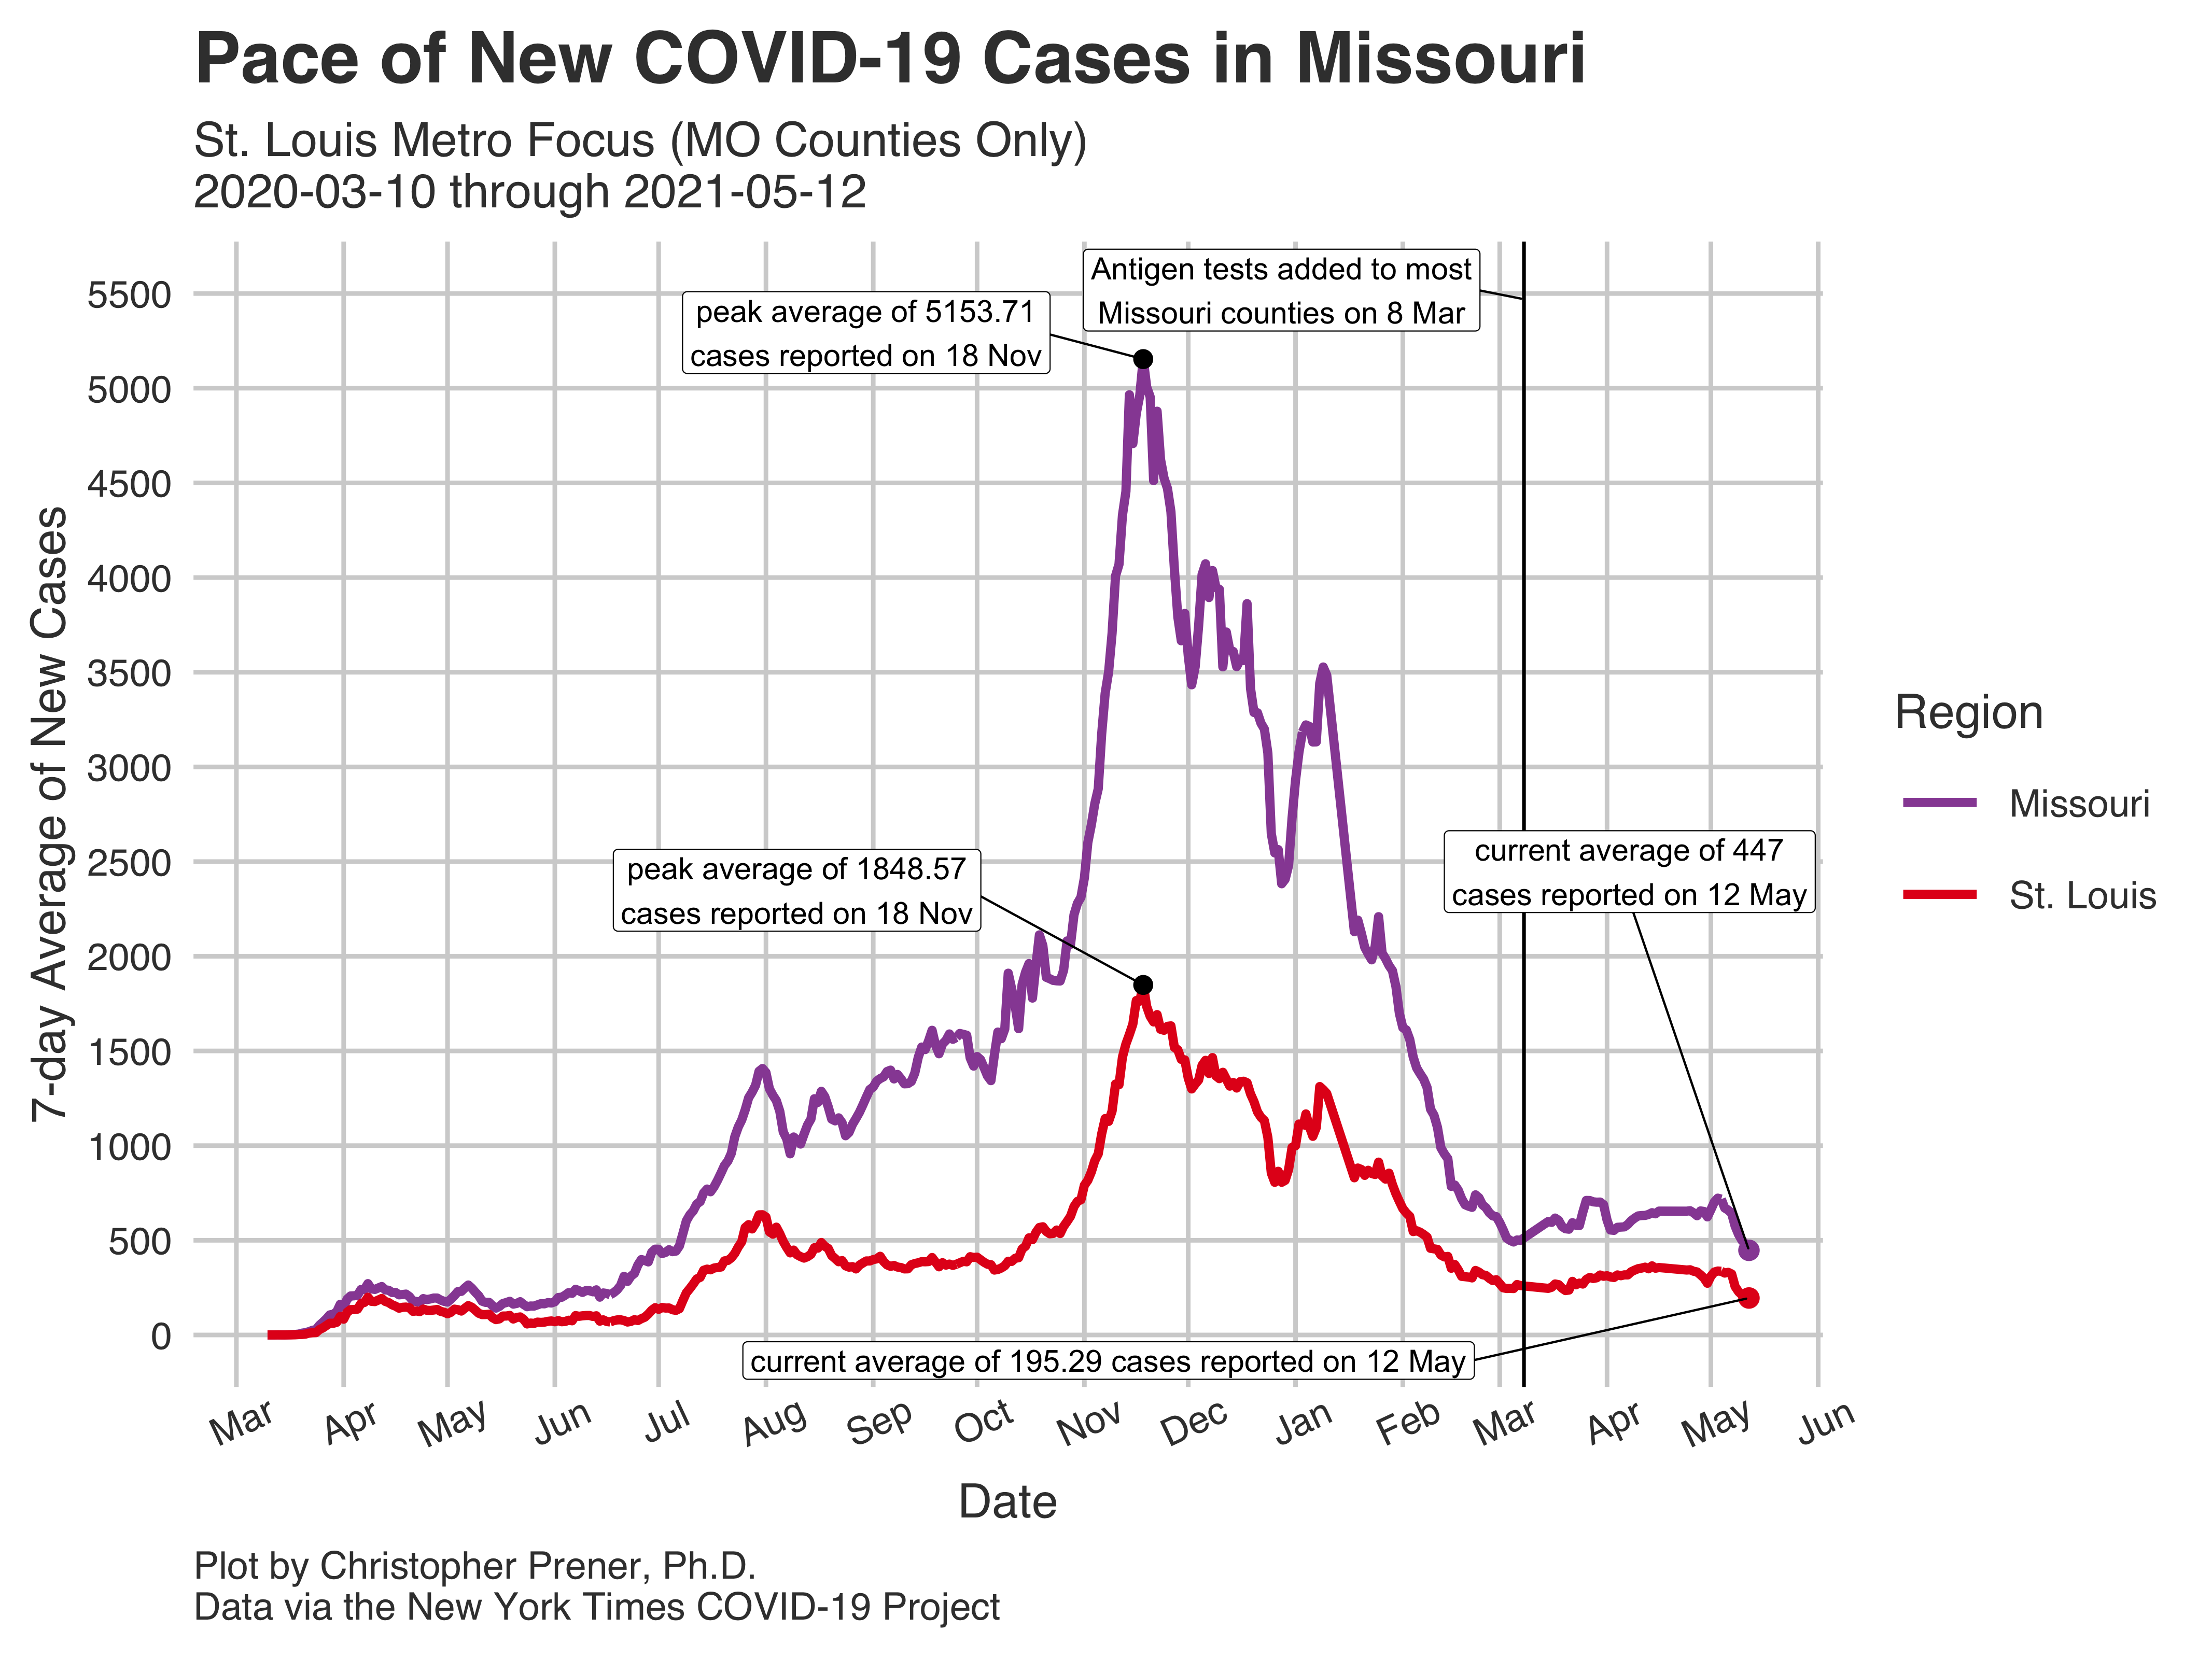 Pace of New COVID-19 Cases in Missouri
St. Louis Metro Focus (MO Counties Only)
2020-03-10 through 2021-05-12
7-day Average of New Cases
5500
5000
4500
4000
3500
3000
2500
2000
1500
1000
500
0
Antigen tests added to most
Missouri counties on 8 Mar
peak average of 5153.71
cases reported on 18 Nov
peak average of 1848.57
cases reported on 18 Nov
current average of 447
cases reported on 12 May
current average of 195.29 cases reported on 12 May
Mar Apr May Jun Jul Aug Sep Oct Nov Dec Jan Feb Mar Apr May Jun
Date
Region
Missouri
St. Louis
Plot by Christopher Prener, Ph.D.
Data via the New York Times COVID-19 Project